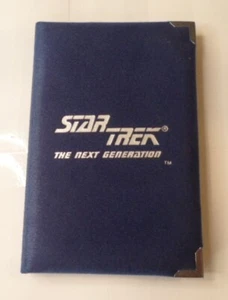 STAR
TREK®
THE NEXT GENERATION
™